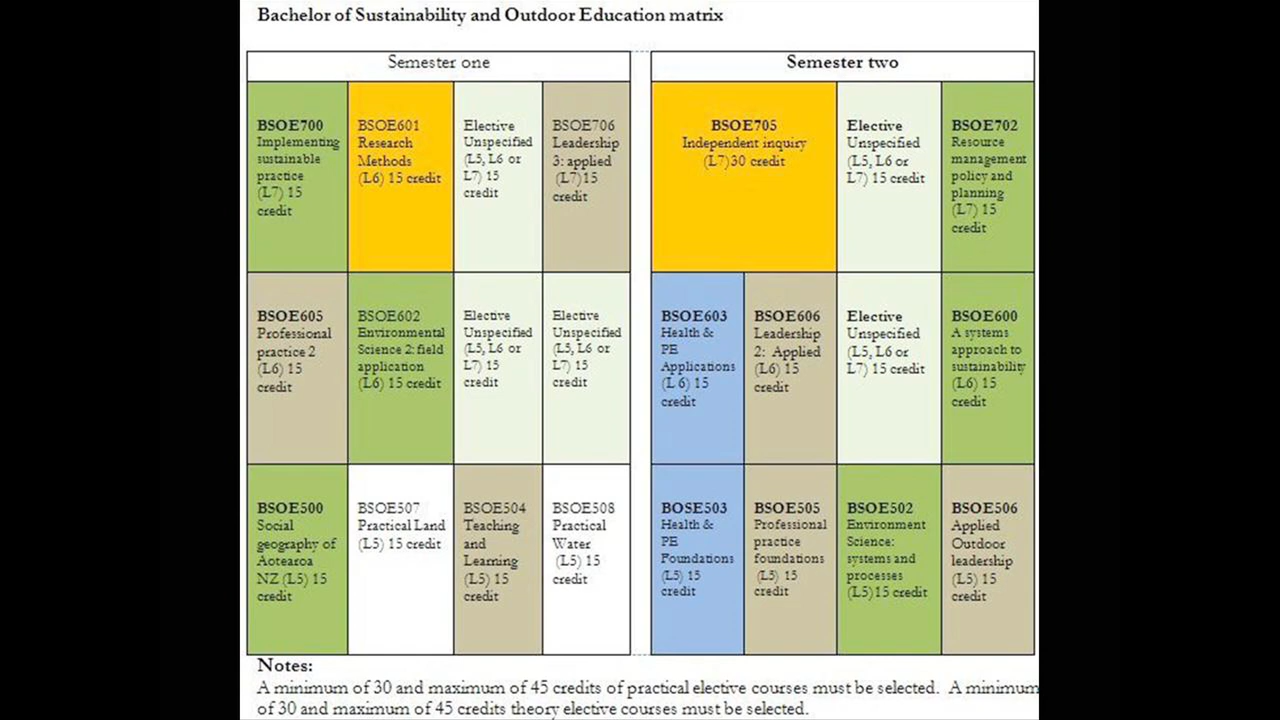 Bachelor of Sustainability and Outdoor Education matrix
Semester one
Semester two
BSOE700
Implementing
sustainable
practice
(L7) 15
credit
BSOE601
Research
Methods
(L6) 15 credit
Elective
Unspecified
(L5, L6 or
L7) 15
credit
BSOE706
Leadership
3: applied
(L7)15
credit
BSOE705
Independent inquiry
(L7)30 credit
Elective
Unspecified
(L5, L6 or
L7) 15 credit
BSOE702
Resource
management
policy and
planning
(L7) 15
credit
BSOE605
Professional
practice 2
(L6) 15
credit
BSOE602
Environmental
Science 2: field
application
(L6) 15 credit
Elective
Unspecified
(L5, L6 or
L7) 15
credit
Elective
Unspecified
(L5, L6 or
L7) 15
credit
BSOE603
Health &
PE
Applications
(L 6) 15
credit
BSOE606
Leadership
2: Applied
(L6) 15
credit
Elective
Unspecified
(L5, L6 or
L7) 15 credit
BSOE600
A systems
approach to
sustainability
(L6) 15
credit
BSOE500
Social
geography of
Aotearoa
NZ (L5) 15
credit
BSOE507
Practical Land
(L5) 15 credit
BSOE504
Teaching
and
Learning
(L5) 15
credit
BSOE508
Practical
Water
(L5) 15
credit
BOSE503
Health &
PE
Foundations
(L5) 15
credit
BSOE505
Professional
practice
foundations
(L5) 15
credit
BSOE502
Environment
Science:
systems and
processes
(L5)15 credit
BSOE506
Applied
Outdoor
leadership
(L5) 15
credit
Notes:
A minimum of 30 and maximum of 45 credits of practical elective courses must be selected. A minimum
of 30 and maximum of 45 credits theory elective courses must be selected.